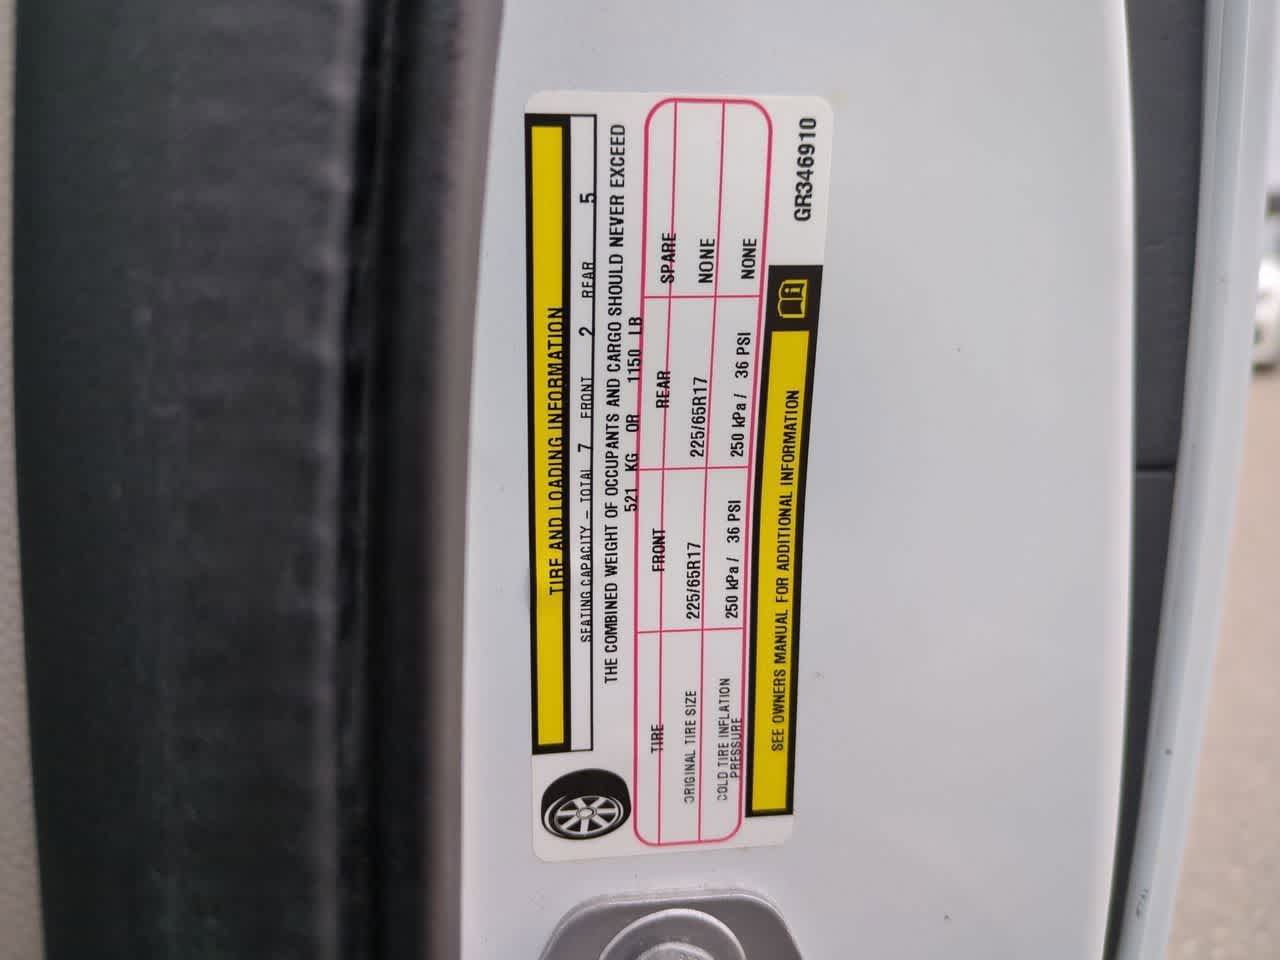 TIRE AND LOADING INFORMATION
SEATING CAPACITY – TOTAL 7 FRONT 2 REAR 5
THE COMBINED WEIGHT OF OCCUPANTS AND CARGO SHOULD NEVER EXCEED
521 KG OR 1150 LB
TIRE FRONT REAR SPARE
ORIGINAL TIRE SIZE 225/65R17 225/65R17 NONE
COLD TIRE INFLATION PRESSURE 250 kPa / 36 PSI 250 kPa / 36 PSI NONE
SEE OWNERS MANUAL FOR ADDITIONAL INFORMATION
GR346910